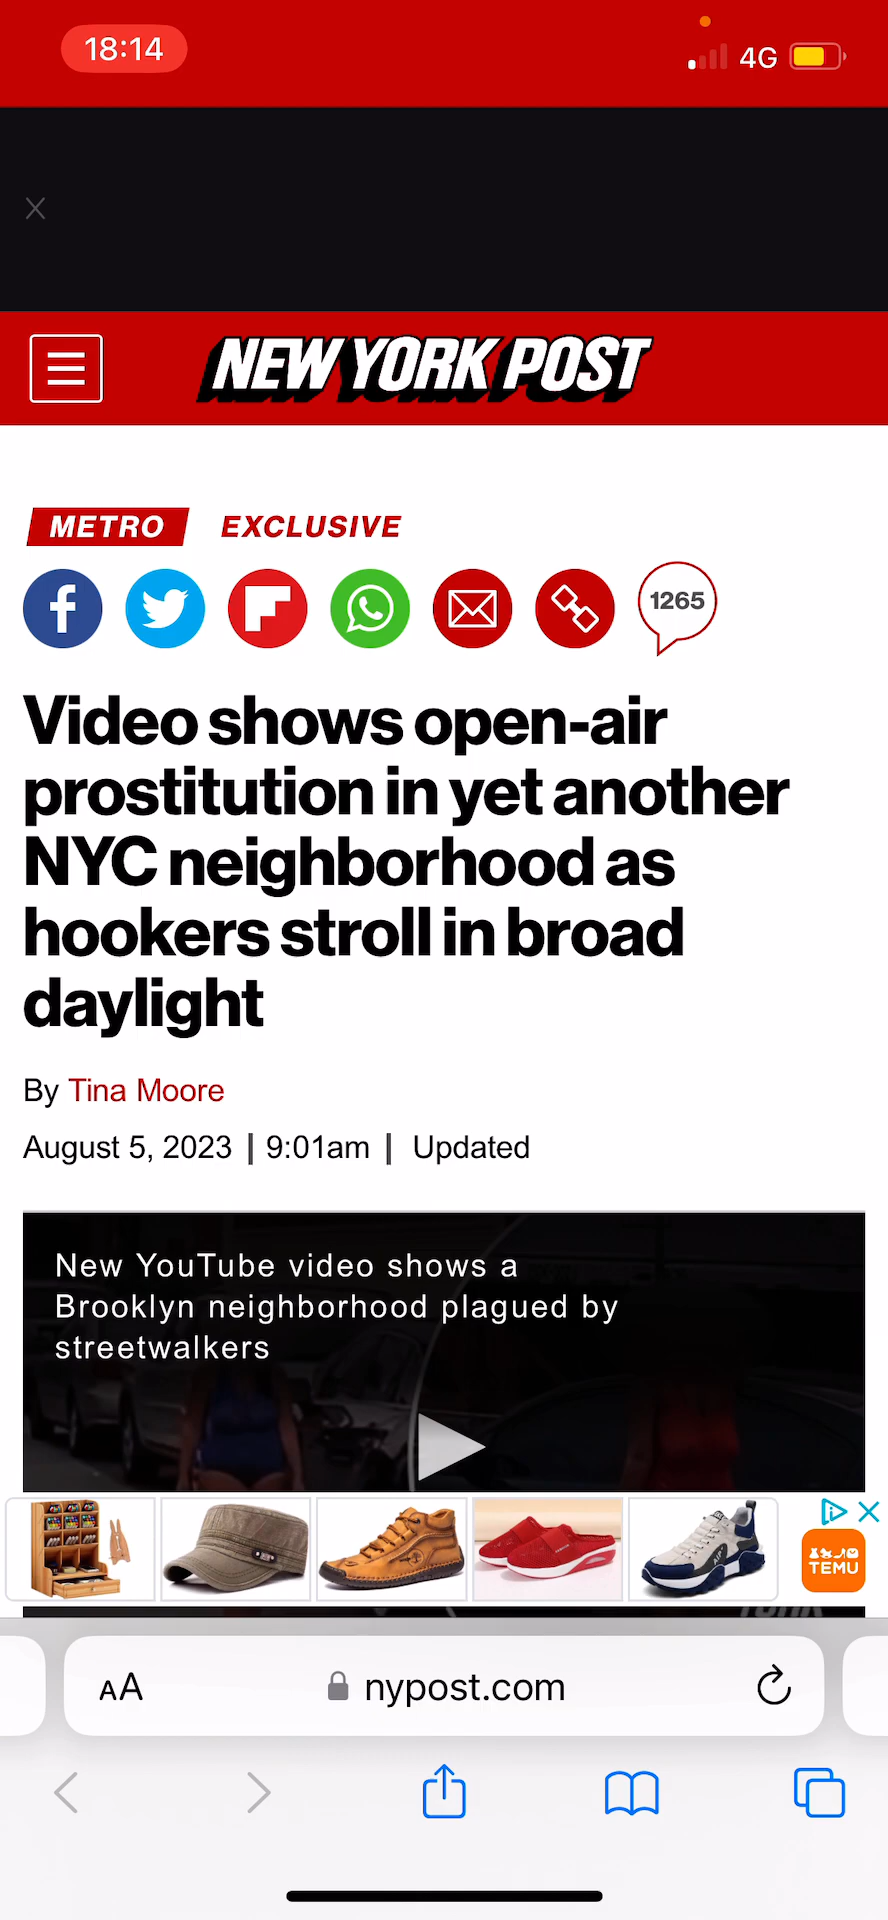 18:14
4G
NEW YORK POST
METRO EXCLUSIVE
1265
Video shows open-air
prostitution in yet another
NYC neighborhood as
hookers stroll in broad
daylight
By Tina Moore
August 5, 2023 | 9:01am | Updated
New YouTube video shows a
Brooklyn neighborhood plagued by
streetwalkers
TEMU
AA nypost.com